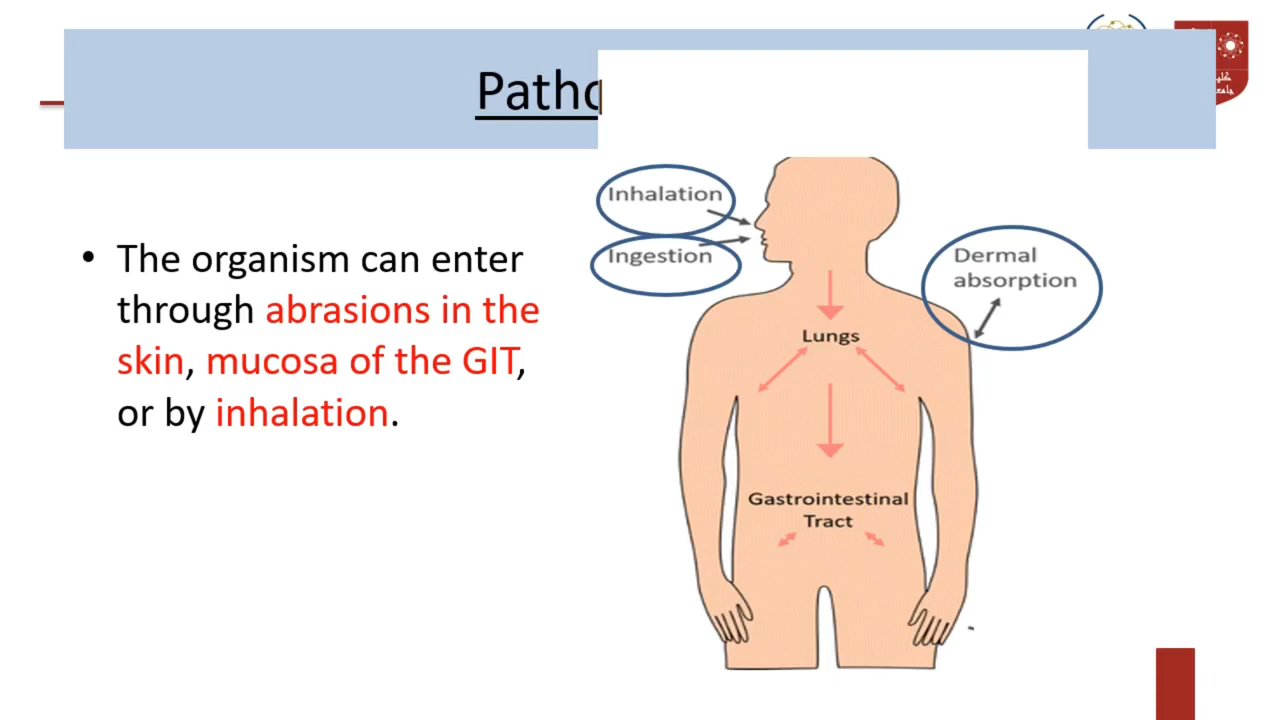 Patho
• The organism can enter
through abrasions in the
skin, mucosa of the GIT,
or by inhalation.
Inhalation
Ingestion
Dermal
absorption
Lungs
Gastrointestinal
Tract